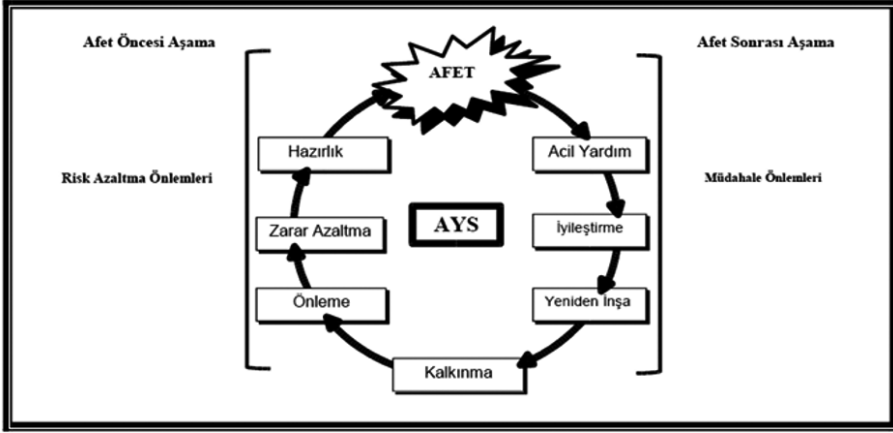 Afet Öncesi Aşama
Afet Sonrası Aşama
AFET
Hazırlık
Acil Yardım
Risk Azaltma Önlemleri
Müdahale Önlemleri
Zarar Azaltma
AYS
İyileştirme
Önleme
Yeniden İnşa
Kalkınma